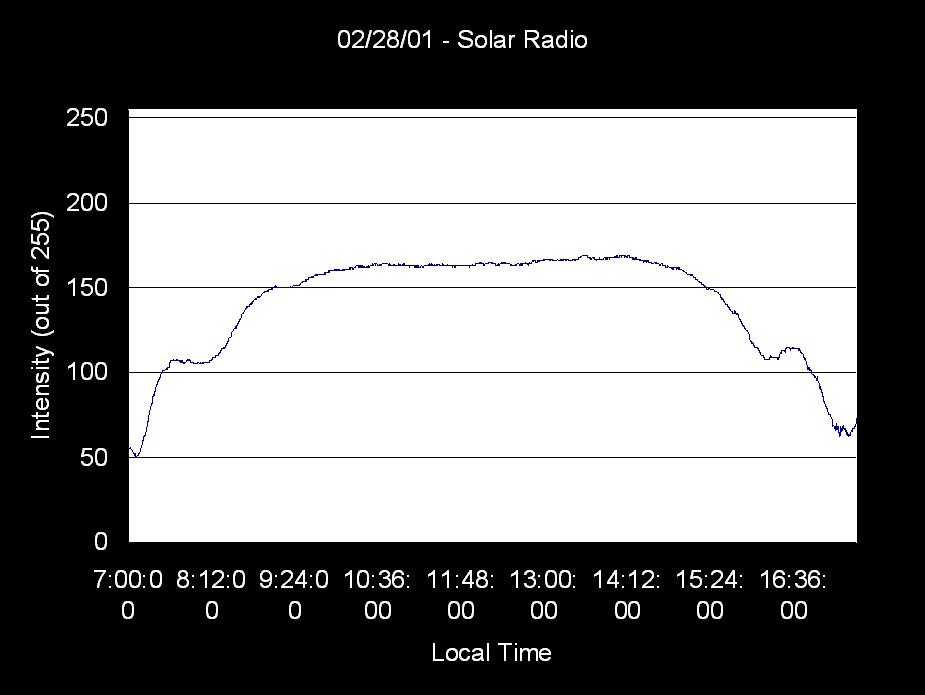 02/28/01 - Solar Radio
250
200
150
100
50
0
Intensity (out of 255)
7:00:0 8:12:0 9:24:0 10:36: 11:48: 13:00: 14:12: 15:24: 16:36:
0 0 0 00 00 00 00 00 00
Local Time